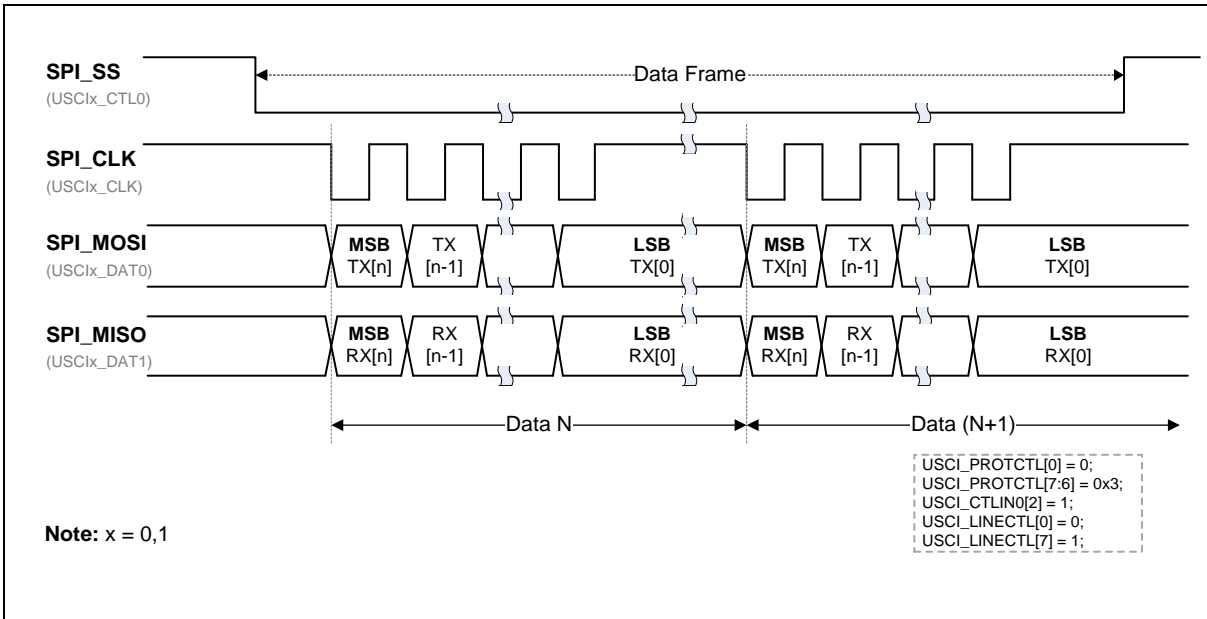 SPI_SS
(USCIx_CTL0)
Data Frame
SPI_CLK
(USCIx_CLK)
SPI_MOSI
(USCIx_DAT0)
MSB
TX[n]
TX
[n-1]
LSB
TX[0]
MSB
TX[n]
TX
[n-1]
LSB
TX[0]
SPI_MISO
(USCIx_DAT1)
MSB
RX[n]
RX
[n-1]
LSB
RX[0]
MSB
RX[n]
RX
[n-1]
LSB
RX[0]
Data N
Data (N+1)
USCI_PROTCTL[0] = 0;
USCI_PROTCTL[7:6] = 0x3;
USCI_CTLIN0[2] = 1;
USCI_LINECTL[0] = 0;
USCI_LINECTL[7] = 1;
Note: x = 0,1